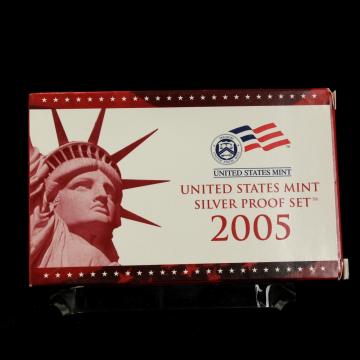 UNITED STATES MINT
UNITED STATES MINT
SILVER PROOF SET™
2005